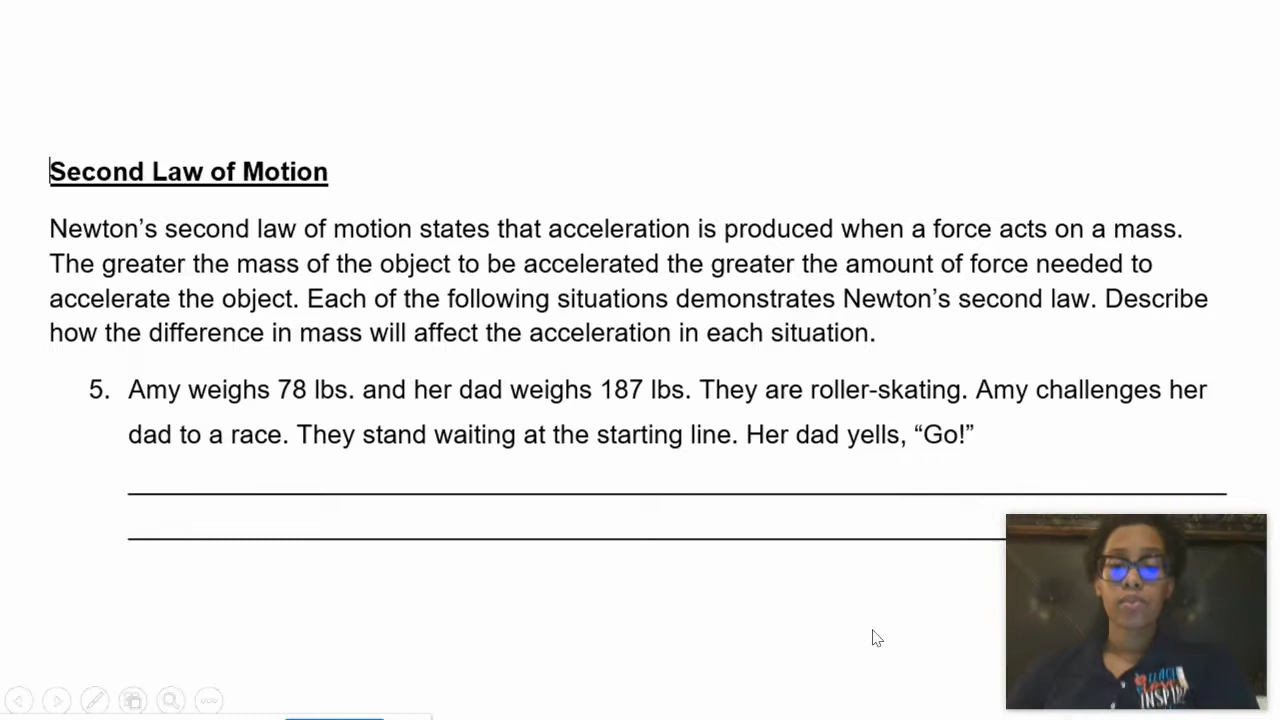 Second Law of Motion
Newton’s second law of motion states that acceleration is produced when a force acts on a mass.
The greater the mass of the object to be accelerated the greater the amount of force needed to
accelerate the object. Each of the following situations demonstrates Newton’s second law. Describe
how the difference in mass will affect the acceleration in each situation.
5. Amy weighs 78 lbs. and her dad weighs 187 lbs. They are roller-skating. Amy challenges her
dad to a race. They stand waiting at the starting line. Her dad yells, “Go!”